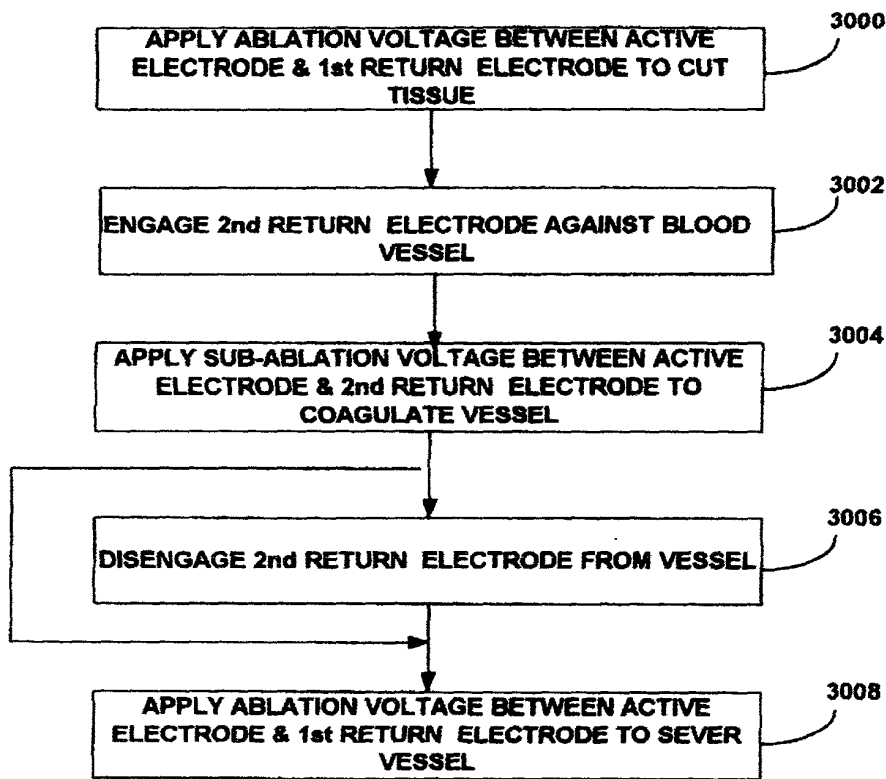 3000
APPLY ABLATION VOLTAGE BETWEEN ACTIVE
ELECTRODE & 1st RETURN ELECTRODE TO CUT
TISSUE
3002
ENGAGE 2nd RETURN ELECTRODE AGAINST BLOOD
VESSEL
3004
APPLY SUB-ABLATION VOLTAGE BETWEEN ACTIVE
ELECTRODE & 2nd RETURN ELECTRODE TO
COAGULATE VESSEL
3006
DISENGAGE 2nd RETURN ELECTRODE FROM VESSEL
3008
APPLY ABLATION VOLTAGE BETWEEN ACTIVE
ELECTRODE & 1st RETURN ELECTRODE TO SEVER
VESSEL